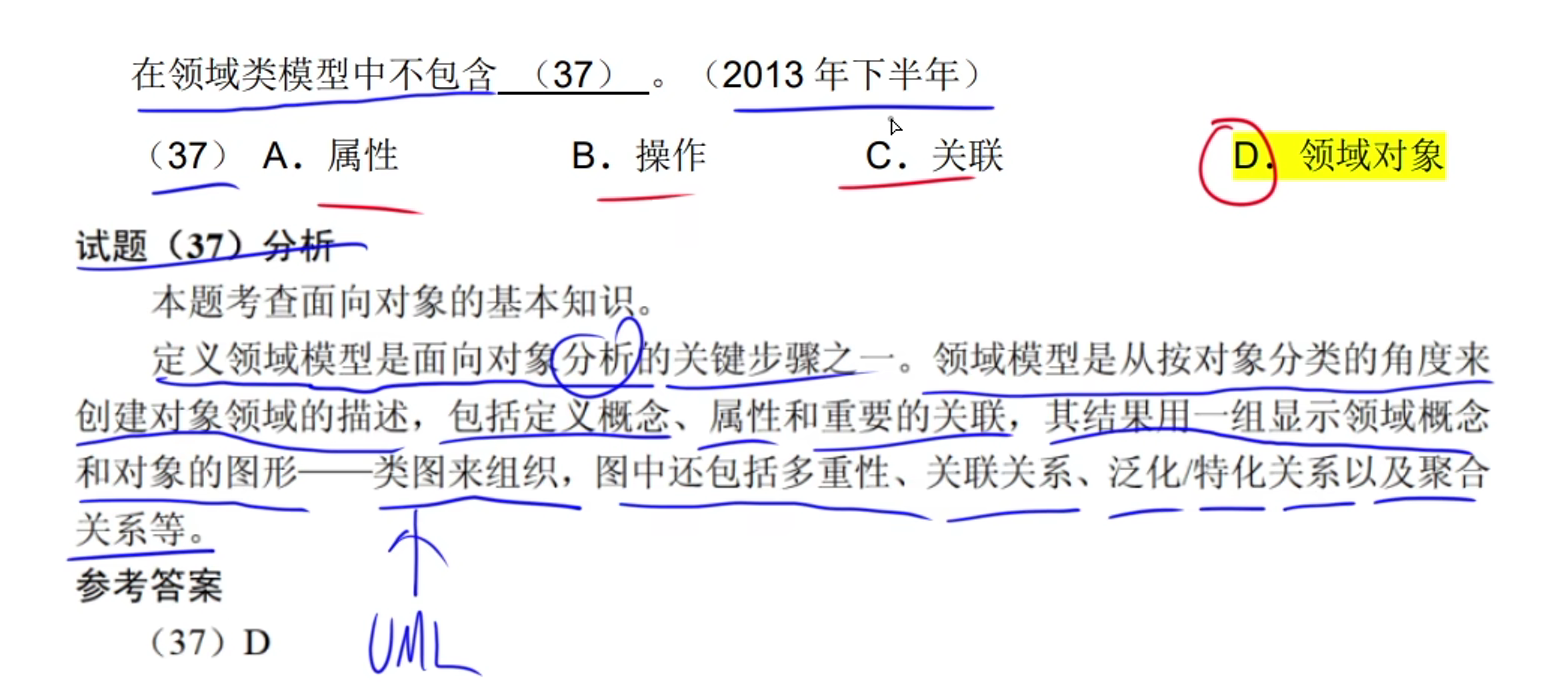 在领域类模型中不包含 （37） 。（2013 年下半年）
（37） A．属性 B．操作 C．关联 D．领域对象
试题（37）分析
本题考查面向对象的基本知识。
定义领域模型是面向对象分析的关键步骤之一。领域模型是从按对象分类的角度来
创建对象领域的描述，包括定义概念、属性和重要的关联，其结果用一组显示领域概念
和对象的图形——类图来组织，图中还包括多重性、关联关系、泛化/特化关系以及聚合
关系等。
参考答案
（37）D
UML